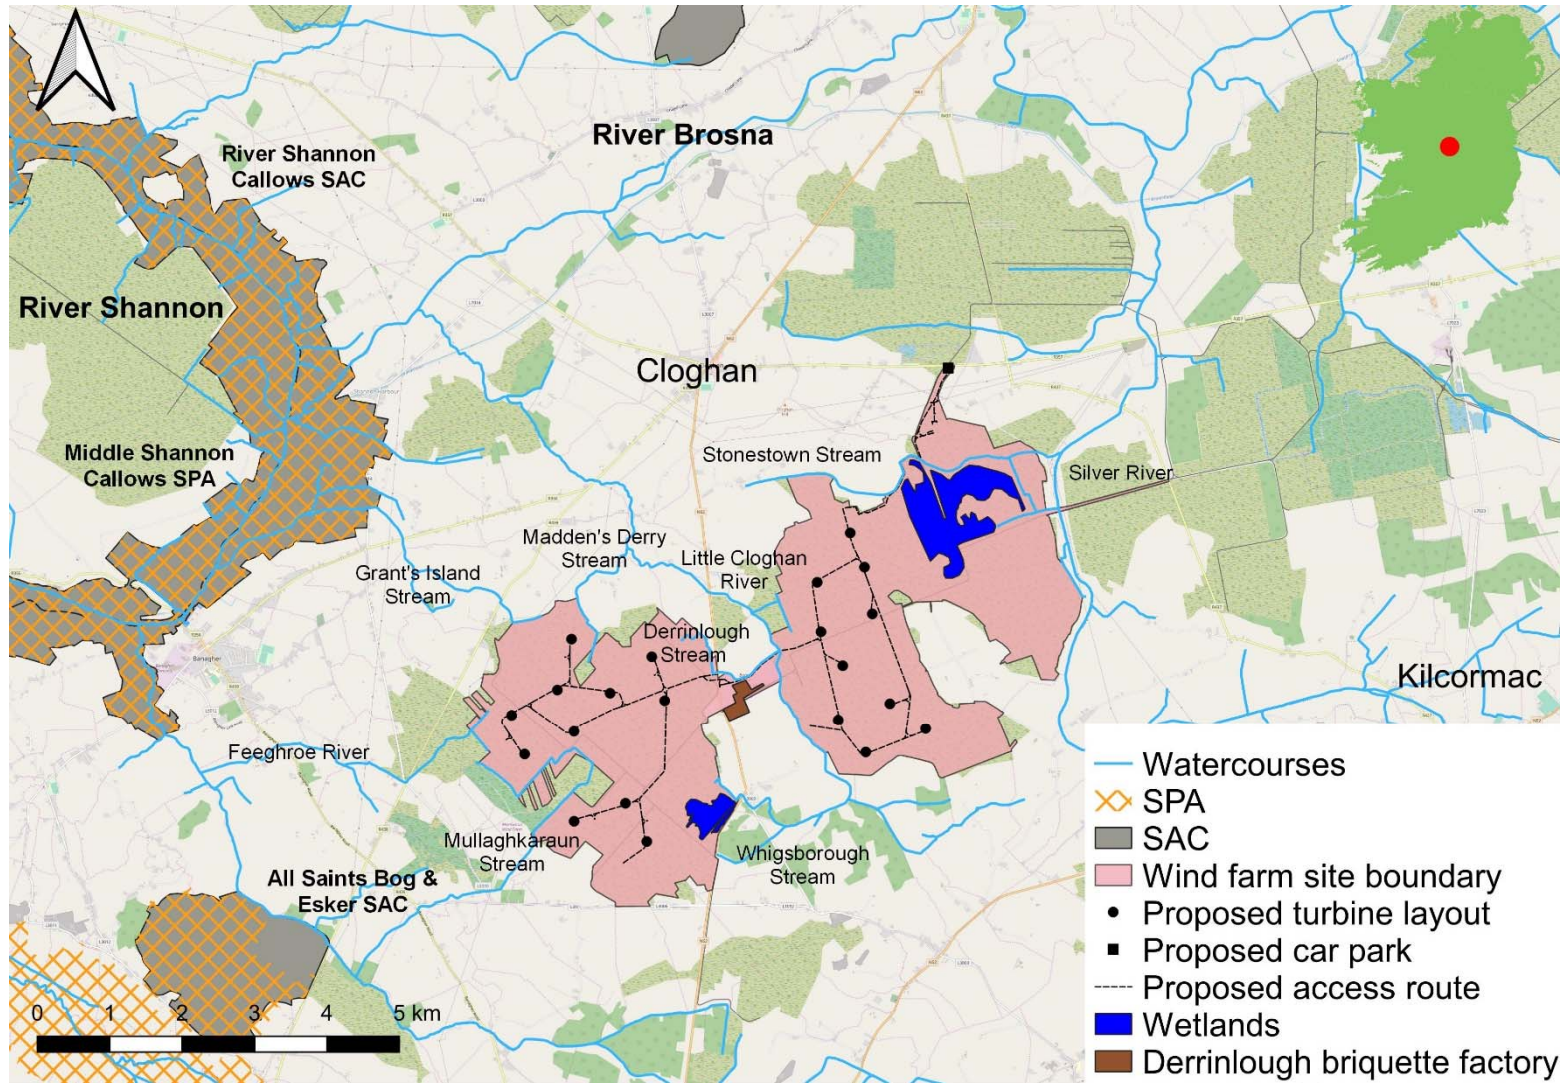 River Brosna
River Shannon
Callows SAC
River Shannon
Cloghan
Middle Shannon
Callows SPA
Stonestown Stream
Silver River
Madden's Derry
Stream
Little Cloghan
River
Grant's Island
Stream
Derrinlough
Stream
Banagher
Kilcormac
Feeghroe River
Mullaghkaraun
Stream
Whigsborough
Stream
All Saints Bog &
Esker SAC
0 1 2 3 4 5 km
Watercourses
SPA
SAC
Wind farm site boundary
Proposed turbine layout
Proposed car park
Proposed access route
Wetlands
Derrinlough briquette factory